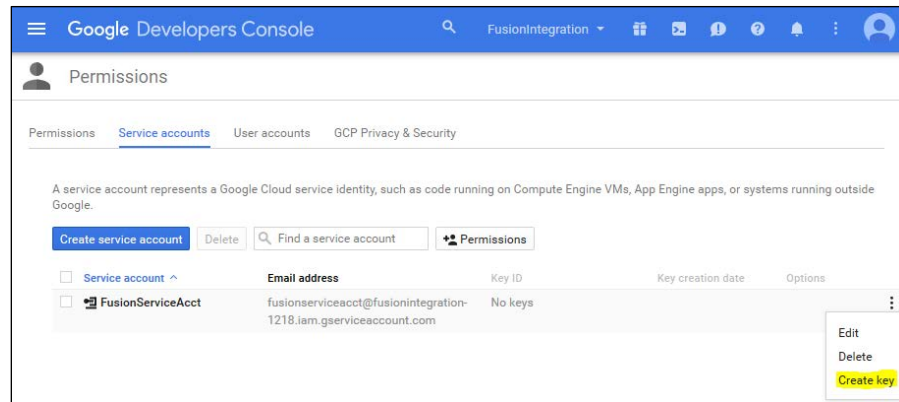 Google Developers Console FusionIntegration
Permissions
Permissions Service accounts User accounts GCP Privacy & Security
A service account represents a Google Cloud service identity, such as code running on Compute Engine VMs, App Engine apps, or systems running outside
Google.
Create service account Delete Find a service account Permissions
Service account Email address Key ID Key creation date Options
FusionServiceAcct fusionserviceacct@fusionintegration- No keys
1218.iam.gserviceaccount.com
Edit
Delete
Create key